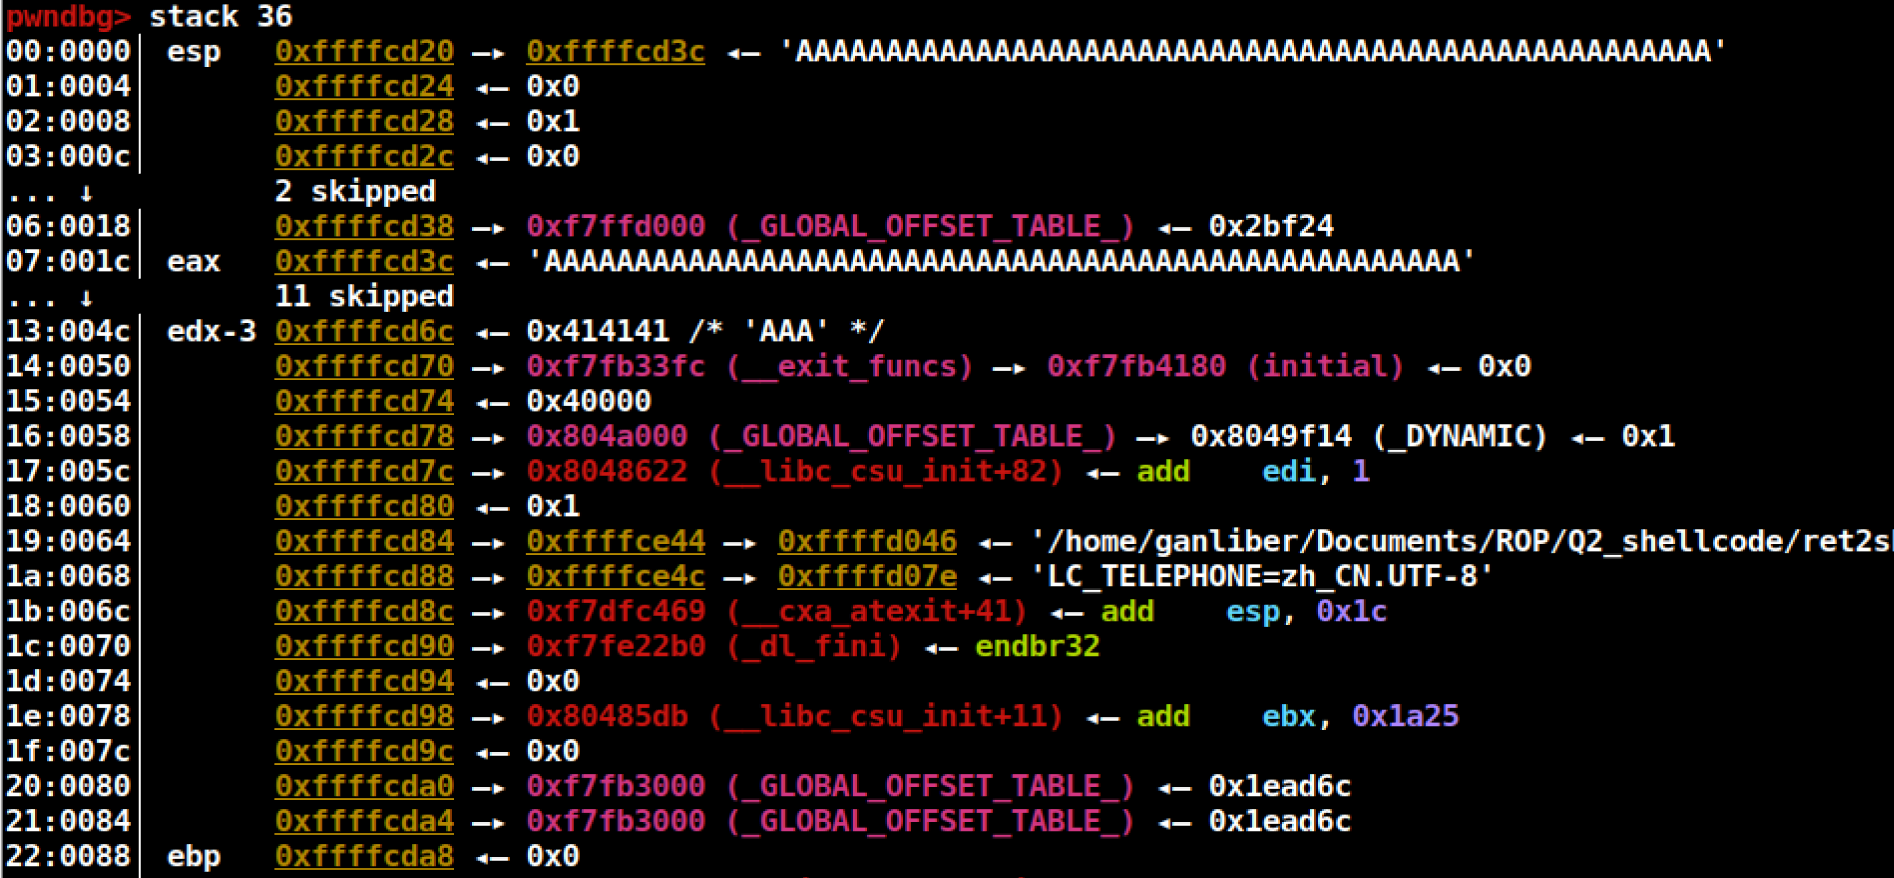 pwndbg> stack 36
00:0000│ esp 0xffffcd20 —▸ 0xffffcd3c ◂— 'AAAAAAAAAAAAAAAAAAAAAAAAAAAAAAAAAAAAAAAAAAAAAAAAAAA'
01:0004│ 0xffffcd24 ◂— 0x0
02:0008│ 0xffffcd28 ◂— 0x1
03:000c│ 0xffffcd2c ◂— 0x0
... ↓ 2 skipped
06:0018│ 0xffffcd38 —▸ 0xf7ffd000 (_GLOBAL_OFFSET_TABLE_) ◂— 0x2bf24
07:001c│ eax 0xffffcd3c ◂— 'AAAAAAAAAAAAAAAAAAAAAAAAAAAAAAAAAAAAAAAAAAAAAAAAAAA'
... ↓ 11 skipped
13:004c│ edx-3 0xffffcd6c ◂— 0x414141 /* 'AAA' */
14:0050│ 0xffffcd70 —▸ 0xf7fb33fc (__exit_funcs) —▸ 0xf7fb4180 (initial) ◂— 0x0
15:0054│ 0xffffcd74 ◂— 0x40000
16:0058│ 0xffffcd78 —▸ 0x804a000 (_GLOBAL_OFFSET_TABLE_) —▸ 0x8049f14 (_DYNAMIC) ◂— 0x1
17:005c│ 0xffffcd7c —▸ 0x8048622 (__libc_csu_init+82) ◂— add edi, 1
18:0060│ 0xffffcd80 ◂— 0x1
19:0064│ 0xffffcd84 —▸ 0xffffce44 —▸ 0xffffd046 ◂— '/home/ganliber/Documents/ROP/Q2_shellcode/ret2s
1a:0068│ 0xffffcd88 —▸ 0xffffce4c —▸ 0xffffd07e ◂— 'LC_TELEPHONE=zh_CN.UTF-8'
1b:006c│ 0xffffcd8c —▸ 0xf7dfc469 (__cxa_atexit+41) ◂— add esp, 0x1c
1c:0070│ 0xffffcd90 —▸ 0xf7fe22b0 (_dl_fini) ◂— endbr32
1d:0074│ 0xffffcd94 ◂— 0x0
1e:0078│ 0xffffcd98 —▸ 0x80485db (__libc_csu_init+11) ◂— add ebx, 0x1a25
1f:007c│ 0xffffcd9c ◂— 0x0
20:0080│ 0xffffcda0 —▸ 0xf7fb3000 (_GLOBAL_OFFSET_TABLE_) ◂— 0x1ead6c
21:0084│ 0xffffcda4 —▸ 0xf7fb3000 (_GLOBAL_OFFSET_TABLE_) ◂— 0x1ead6c
22:0088│ ebp 0xffffcda8 ◂— 0x0